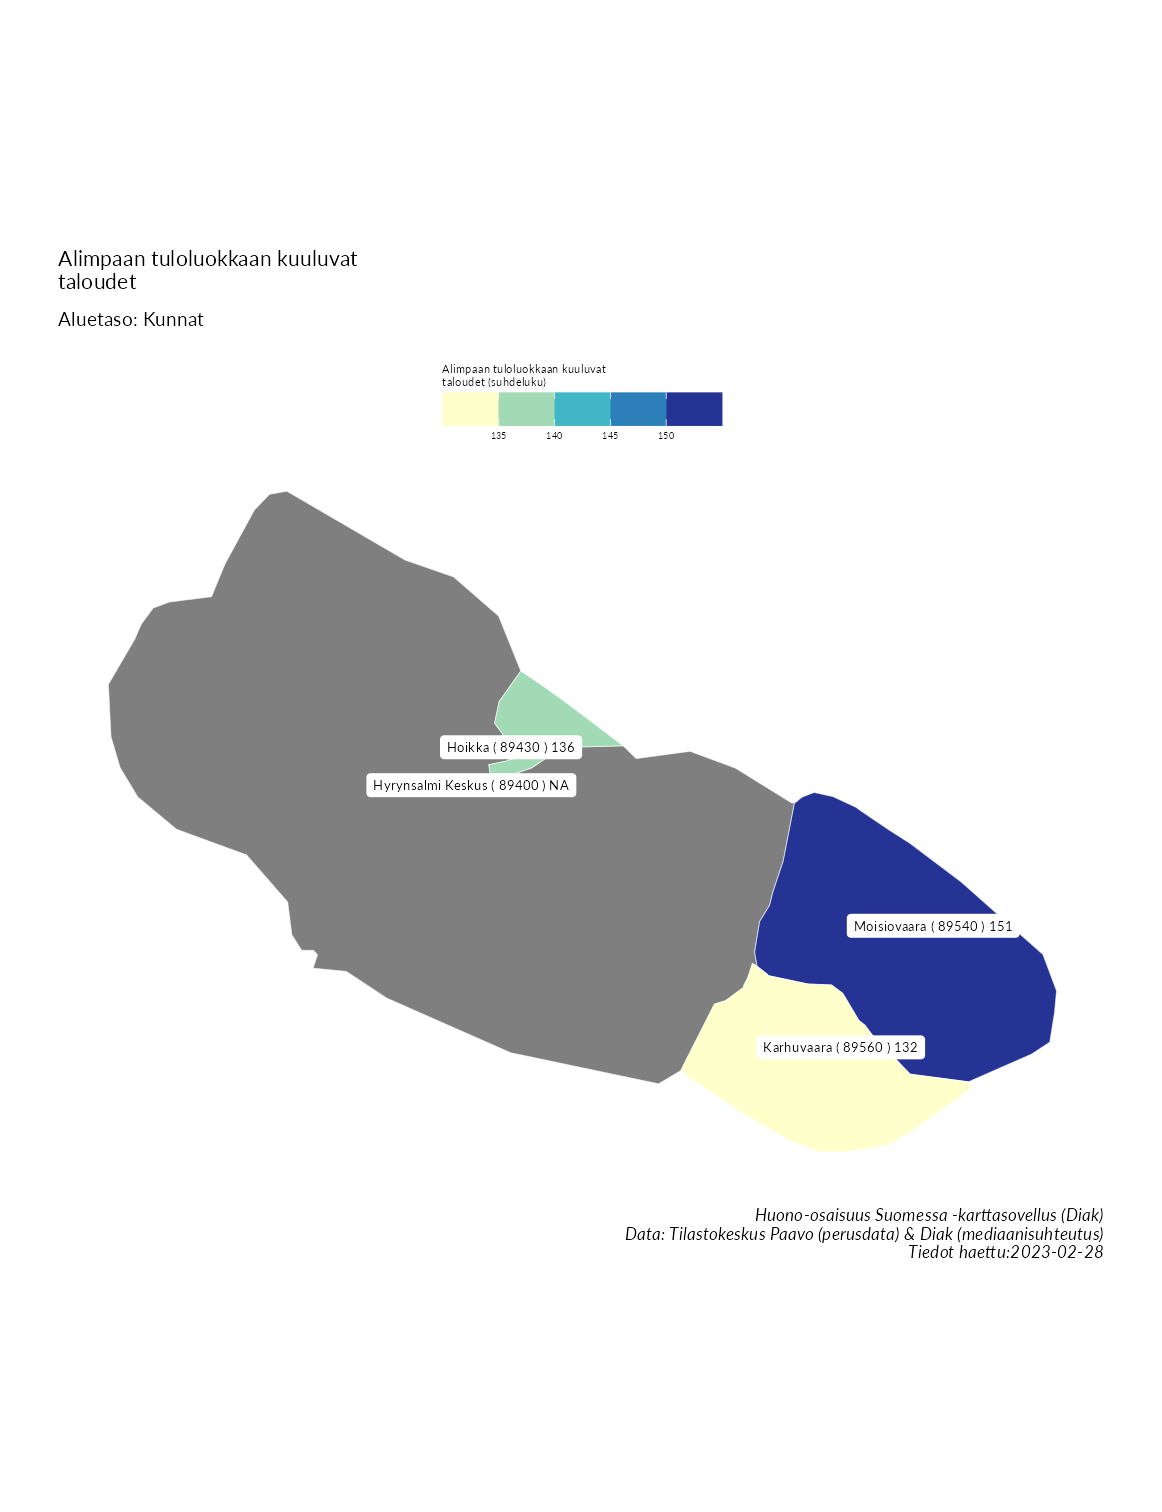 Alimpaan tuloluokkaan kuuluvat
taloudet
Aluetaso: Kunnat
Alimpaan tuloluokkaan kuuluvat
taloudet (suhdeluku)
135 140 145 150
Hoikka ( 89430 ) 136
Hyrynsalmi Keskus ( 89400 ) NA
Moisiovaara ( 89540 ) 151
Karhuvaara ( 89560 ) 132
Huono-osaisuus Suomessa -karttasovellus (Diak)
Data: Tilastokeskus Paavo (perusdata) & Diak (mediaanisuhteutus)
Tiedot haettu:2023-02-28